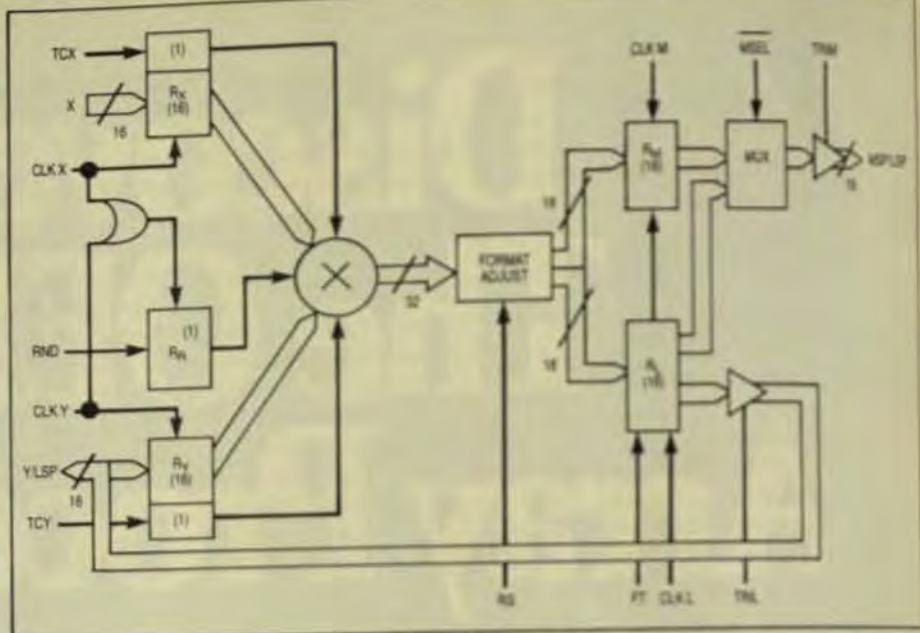 TCX
(1)
X
16
RX
(16)
CLK X
RND
(1)
RR
CLK Y
Y/LSP
16
RY
(16)
TCY
(1)
32
FORMAT
ADJUST
16
16
CLK M
MSEL
TRIM
RM
(16)
MUX
MSP/LSP
16
RL
(16)
RS
FT
CLK L
TRIL